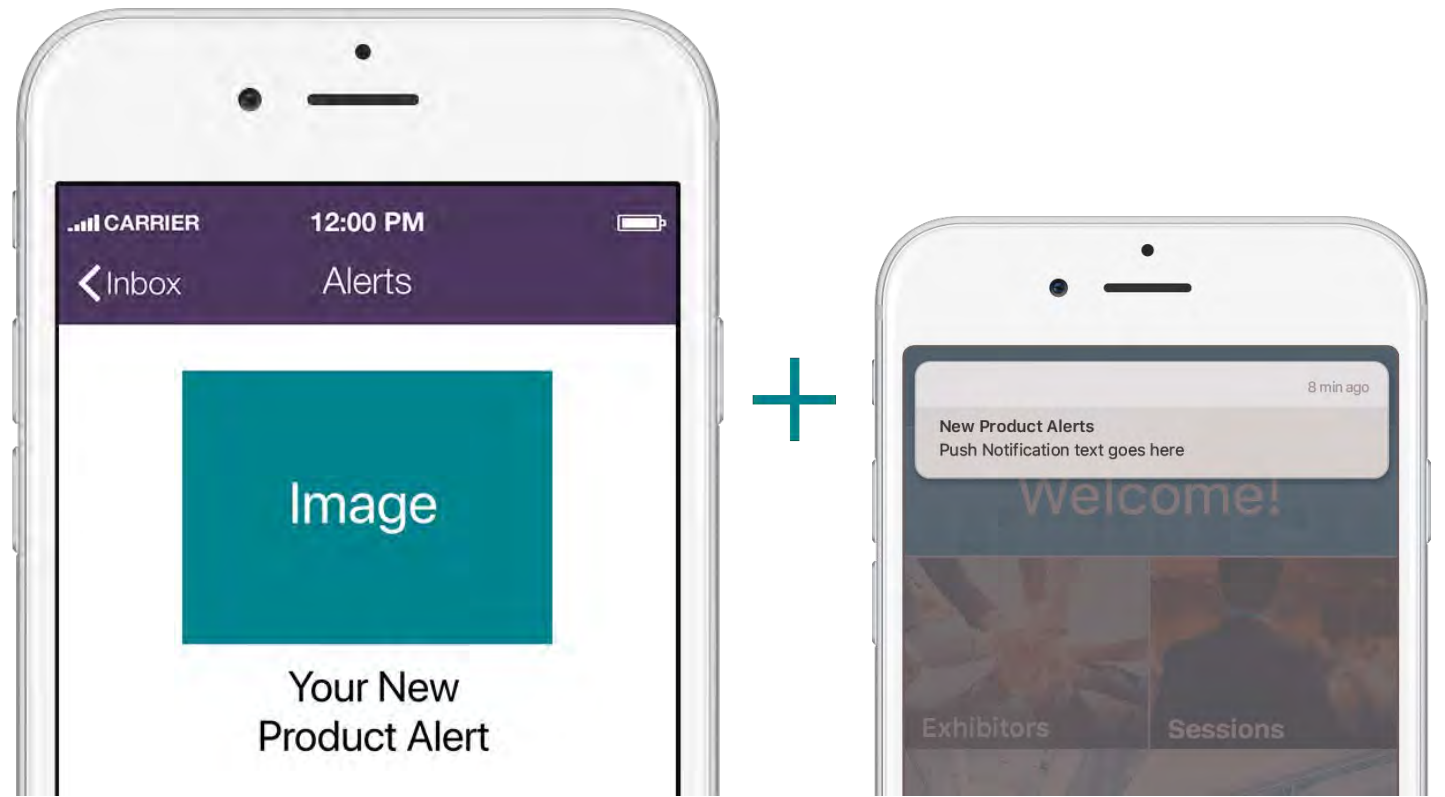 CARRIER 12:00 PM
Inbox Alerts
Image
Your New
Product Alert
8 min ago
New Product Alerts
Push Notification text goes here
Welcome!
Exhibitors Sessions